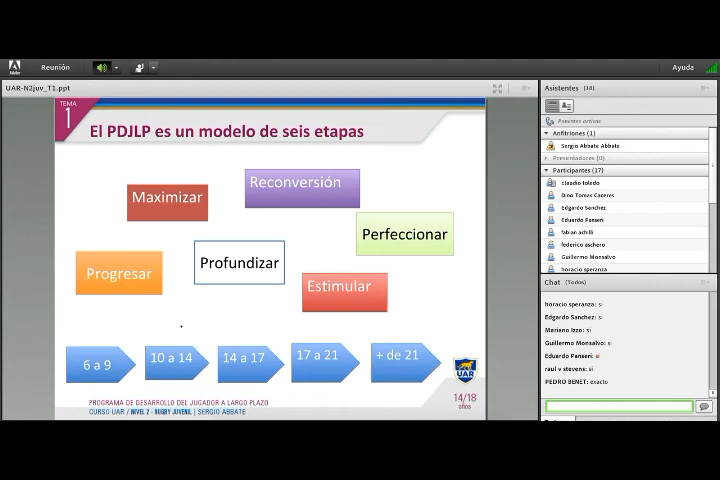 Adobe
Reunión
Ayuda
UAR-N2juv_T1.ppt
TEMA
1
El PDJLP es un modelo de seis etapas
Reconversión
Maximizar
Perfeccionar
Profundizar
Progresar
Estimular
6 a 9
10 a 14
14 a 17
17 a 21
+ de 21
UAR
14/18
años
PROGRAMA DE DESARROLLO DEL JUGADOR A LARGO PLAZO
CURSO UAR / NIVEL 2 - RUGBY JUVENIL | SERGIO ABBATE
Asistentes (18)
Parlantes activos
Anfitriones (1)
Sergio Abbate Abbate
Presentadores (0)
Participantes (17)
claudio toledo
Dino Tomas Caceres
Edgardo Sanchez
Eduardo Panseri
fabian achilli
federico aschero
Guillermo Monsalvo
horacio speranza
Chat (Todos)
horacio speranza: si
Edgardo Sanchez: si
Mariano Izzo: si
Guillermo Monsalvo: si
Eduardo Panseri: si
raul v stevens: si
PEDRO BENET: exacto